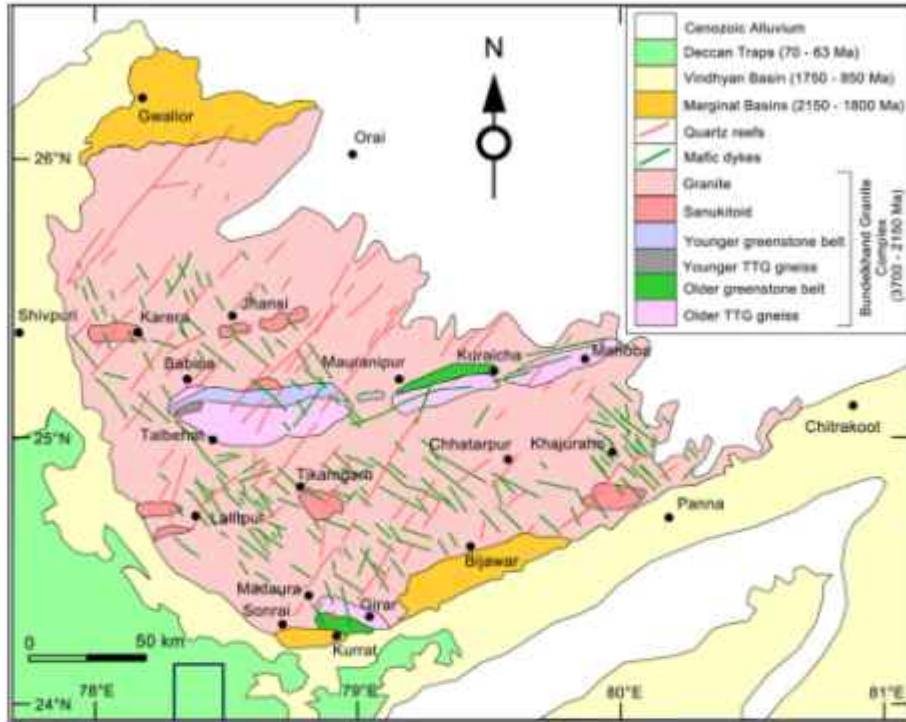 Cenozoic Alluvium
Deccan Traps (70 - 63 Ma)
Vindhyan Basin (1750 - 850 Ma)
Marginal Basins (2150 - 1800 Ma)
Quartz reefs
Mafic dykes
Granite
Sanukitoid
Younger greenstone belt
Younger TTG gneiss
Older greenstone belt
Older TTG gneiss
Bundelkhand Granite
Complex
(3700 - 2150 Ma)
N
Gwalior
Orai
26°N
Shivpuri
Karera
Jhansi
Babina
Mauranipur
Kuraicha
Mahoba
25°N
Talbehat
Chhatarpur
Khajuraho
Chitrakoot
Tikamgarh
Lalitpur
Panna
Bijawar
Madaura
Sonrai
Girar
Kurrat
0 50 km
24°N
78°E
79°E
80°E
81°E